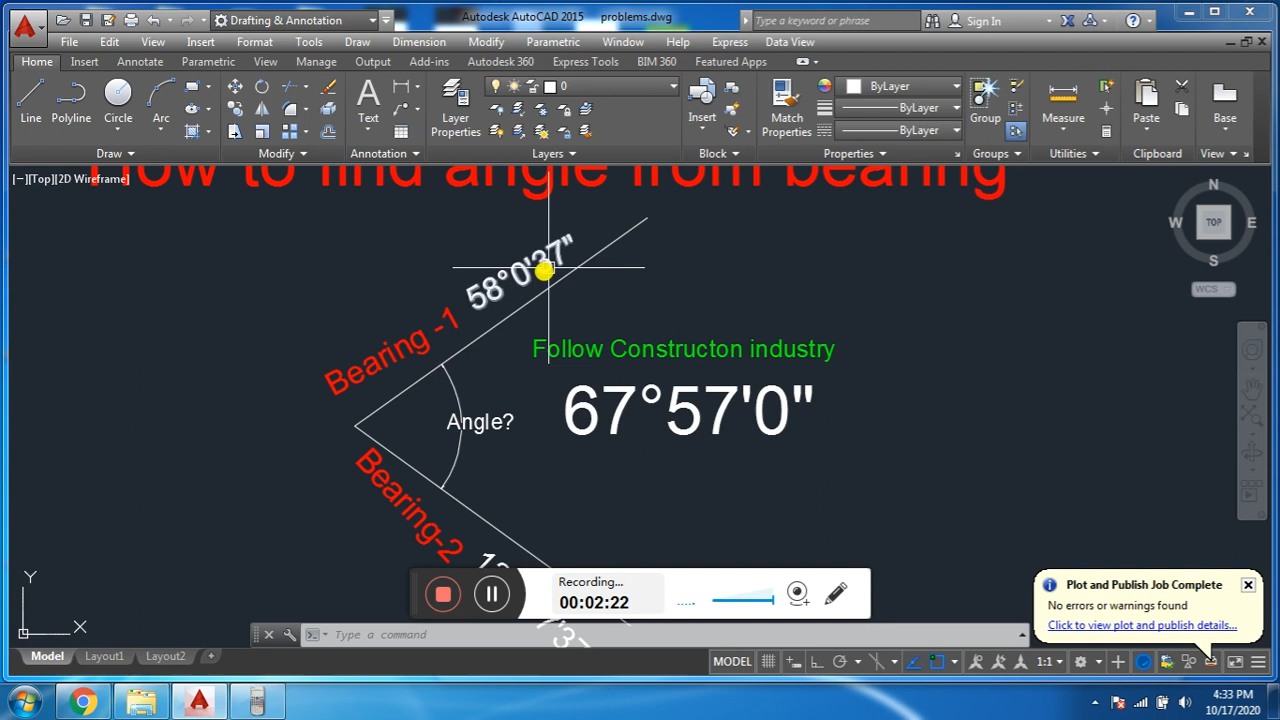 Drafting & Annotation
Autodesk AutoCAD 2015 problems.dwg
Type a keyword or phrase
Sign In
File Edit View Insert Format Tools Draw Dimension Modify Parametric Window Help Express Data View
Home Insert Annotate Parametric View Manage Output Add-ins Autodesk 360 Express Tools BIM 360 Featured Apps
Line Polyline Circle Arc
Text
Layer Properties
0
Insert
Match Properties
ByLayer
ByLayer
ByLayer
Group
Measure
Paste
Base
Draw Modify Annotation Layers Block Properties Groups Utilities Clipboard View
[−][Top][2D Wireframe]
How to find angle from bearing
N
W TOP E
S
WCS
Bearing -1 58°0'37"
Follow Constructon industry
67°57'0"
Angle?
Bearing-2
Y
X
Recording...
00:02:22
Type a command
Plot and Publish Job Complete
No errors or warnings found
Click to view plot and publish details...
Model Layout1 Layout2 +
MODEL
1:1
4:33 PM
10/17/2020